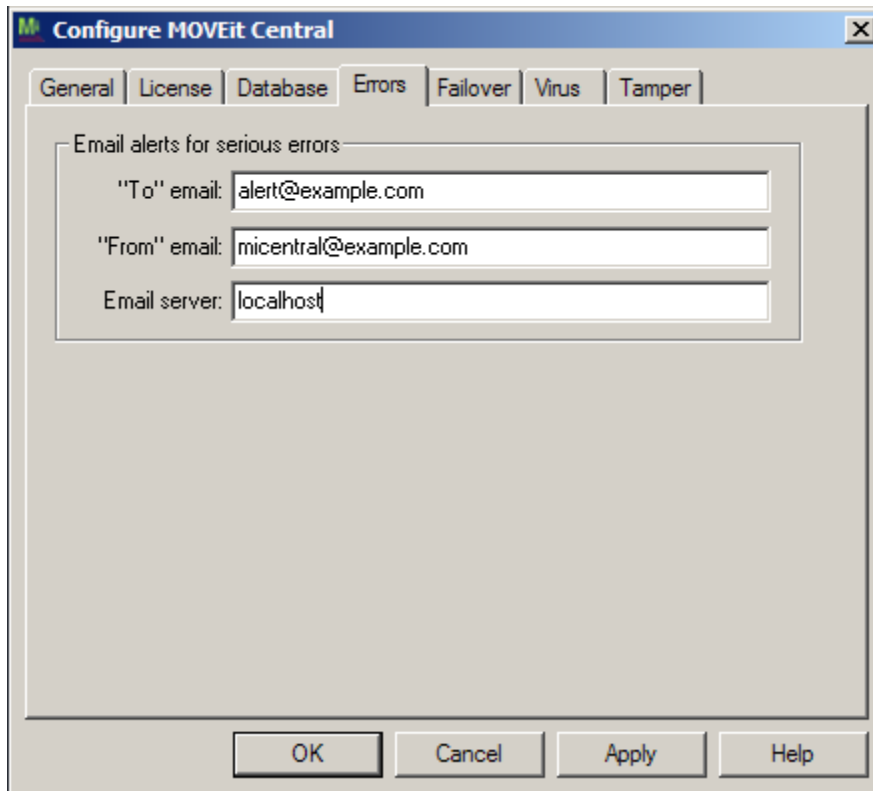 Configure MOVEit Central
General License Database Errors Failover Virus Tamper
Email alerts for serious errors
"To" email: alert@example.com
"From" email: micentral@example.com
Email server: localhost
OK Cancel Apply Help